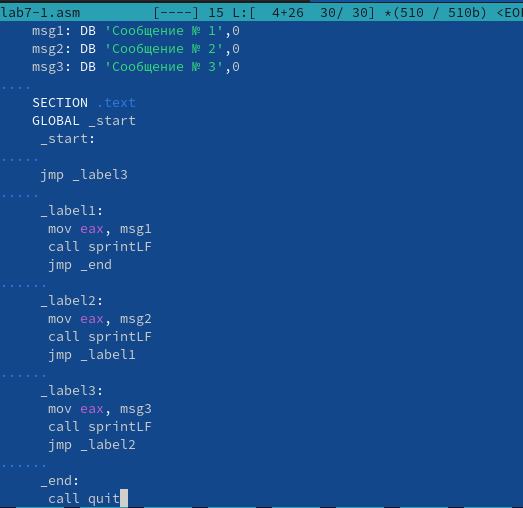 lab7-1.asm [----] 15 L:[ 4+26 30/ 30] *(510 / 510b) <EOF
msg1: DB 'Сообщение № 1',0
msg2: DB 'Сообщение № 2',0
msg3: DB 'Сообщение № 3',0
....
SECTION .text
GLOBAL _start
_start:
.....
jmp _label3
.....
_label1:
mov eax, msg1
call sprintLF
jmp _end
......
_label2:
mov eax, msg2
call sprintLF
jmp _label1
......
_label3:
mov eax, msg3
call sprintLF
jmp _label2
......
_end:
call quit